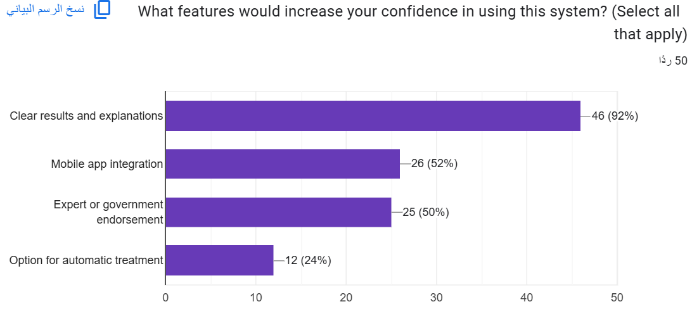 نسخ الرسم البياني
What features would increase your confidence in using this system? (Select all
that apply)
50 ردًا
Clear results and explanations
46 (92%)
Mobile app integration
26 (52%)
Expert or government
endorsement
25 (50%)
Option for automatic treatment
12 (24%)
0 10 20 30 40 50